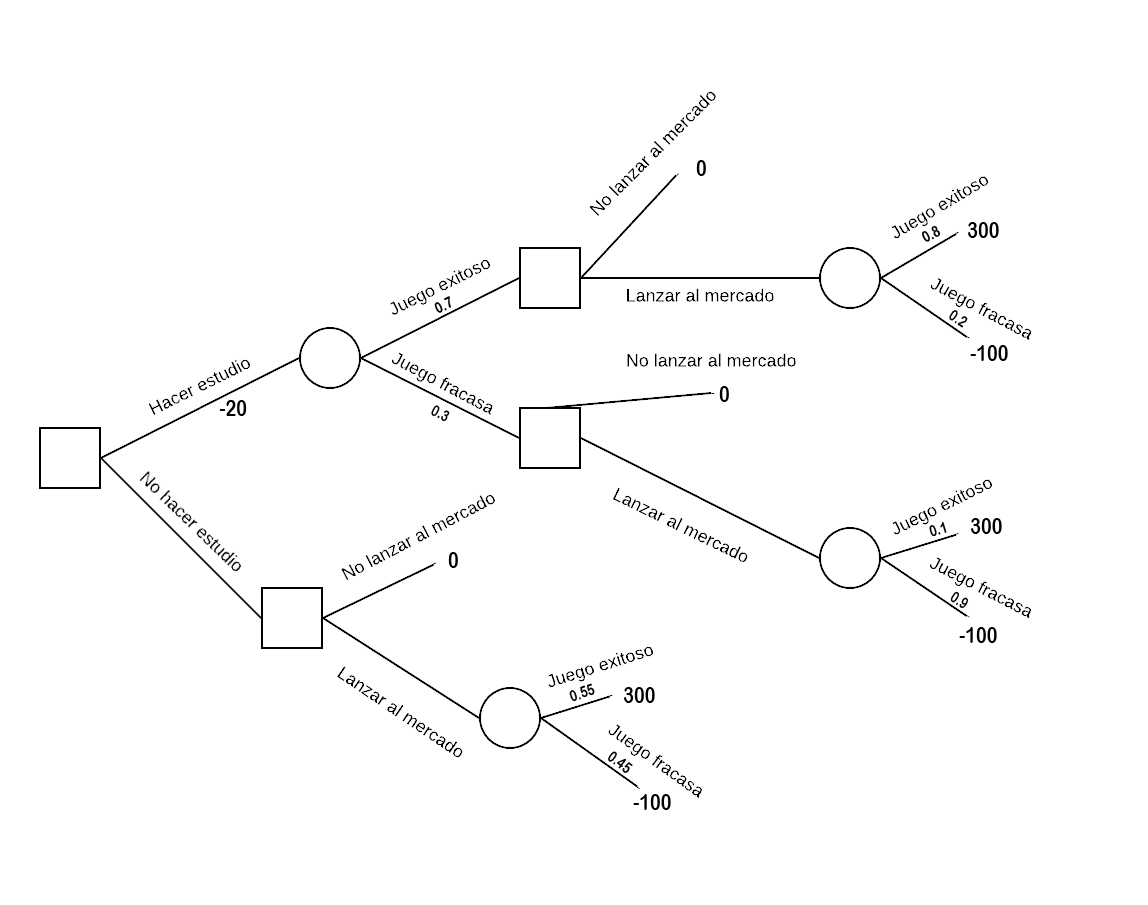 No lanzar al mercado
0
Juego exitoso
0.8
300
Juego exitoso
0.7
Lanzar al mercado
Juego fracasa
0.2
-100
Hacer estudio
-20
Juego fracasa
0.3
No lanzar al mercado
0
No hacer estudio
Lanzar al mercado
Juego exitoso
0.1
300
Juego fracasa
0.9
-100
No lanzar al mercado
0
Lanzar al mercado
Juego exitoso
0.55
300
Juego fracasa
0.45
-100